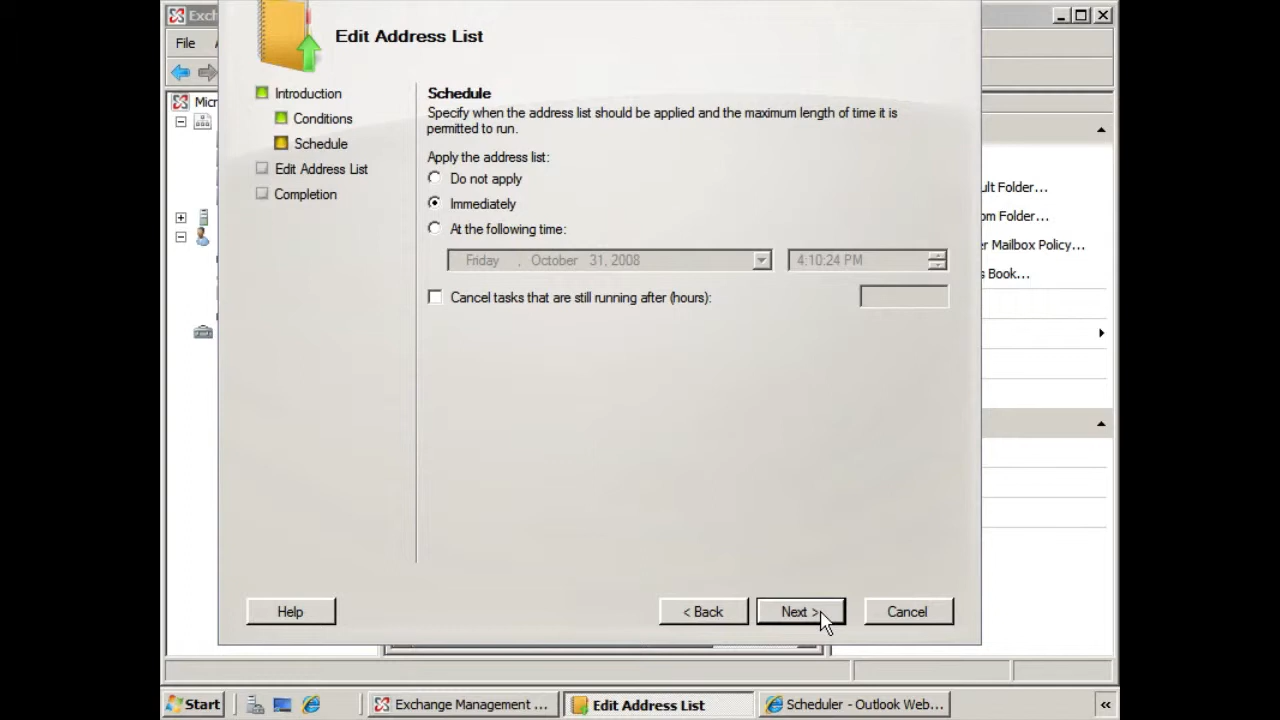 Exch
Edit Address List
File
Micr
Introduction
Conditions
Schedule
Edit Address List
Completion
Schedule
Specify when the address list should be applied and the maximum length of time it is
permitted to run.
Apply the address list:
Do not apply
Immediately
At the following time:
Friday , October 31, 2008
4:10:24 PM
Cancel tasks that are still running after (hours):
ult Folder...
om Folder...
er Mailbox Policy...
s Book...
Help
< Back
Next >
Cancel
Start
Exchange Management ...
Edit Address List
Scheduler - Outlook Web...
«